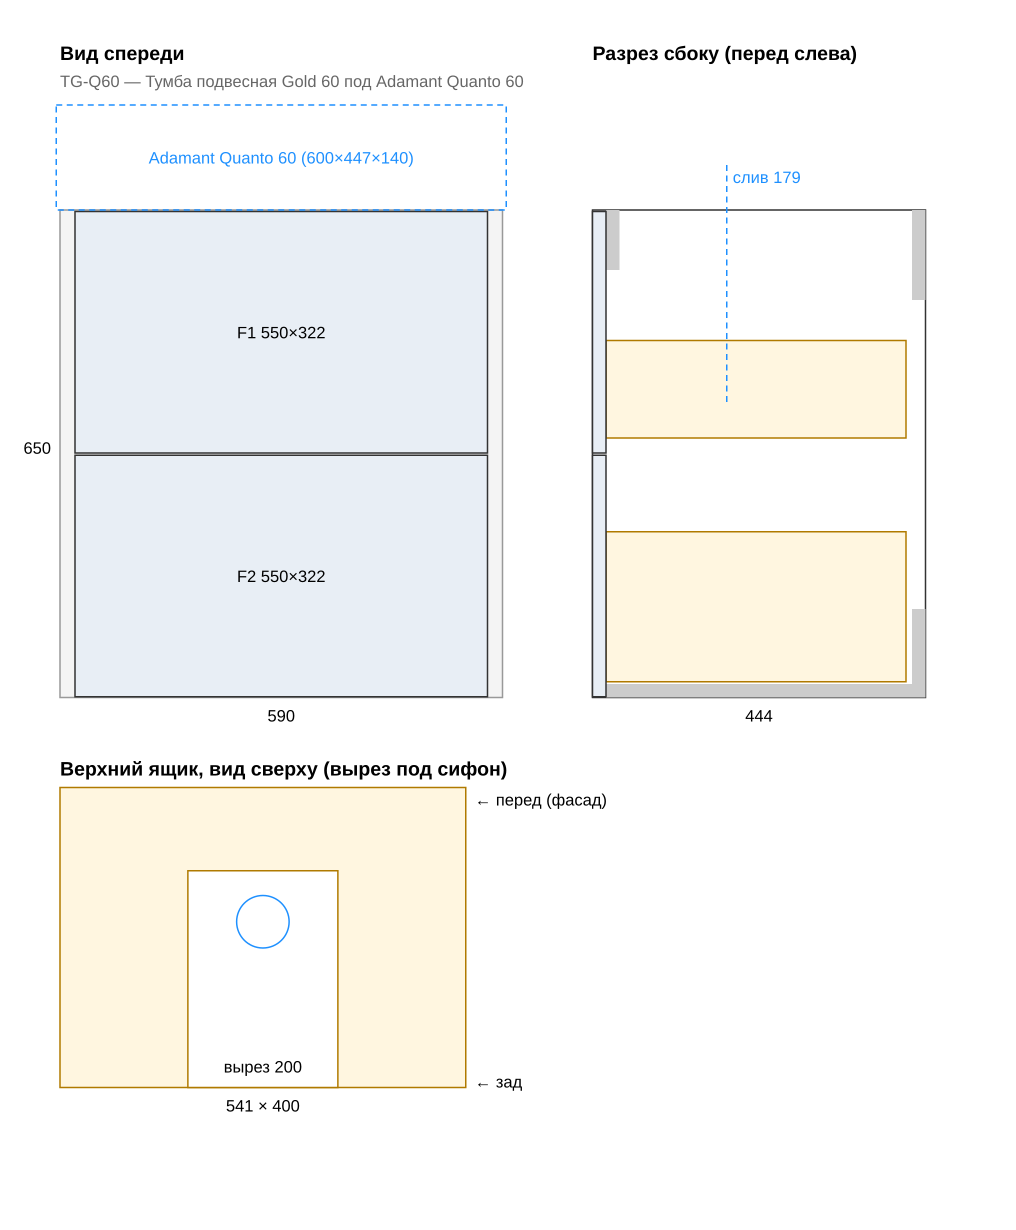 Вид спереди
TG-Q60 — Тумба подвесная Gold 60 под Adamant Quanto 60
Разрез сбоку (перед слева)
Adamant Quanto 60 (600×447×140)
слив 179
F1 550×322
650
F2 550×322
590
444
Верхний ящик, вид сверху (вырез под сифон)
← перед (фасад)
вырез 200
← зад
541 × 400